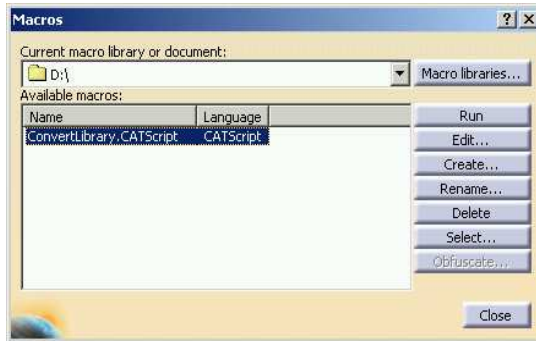 Macros
Current macro library or document:
D:\
Macro libraries...
Available macros:
Name Language
ConvertLibrary.CATScript CATScript
Run
Edit...
Create...
Rename...
Delete
Select...
Obfuscate...
Close